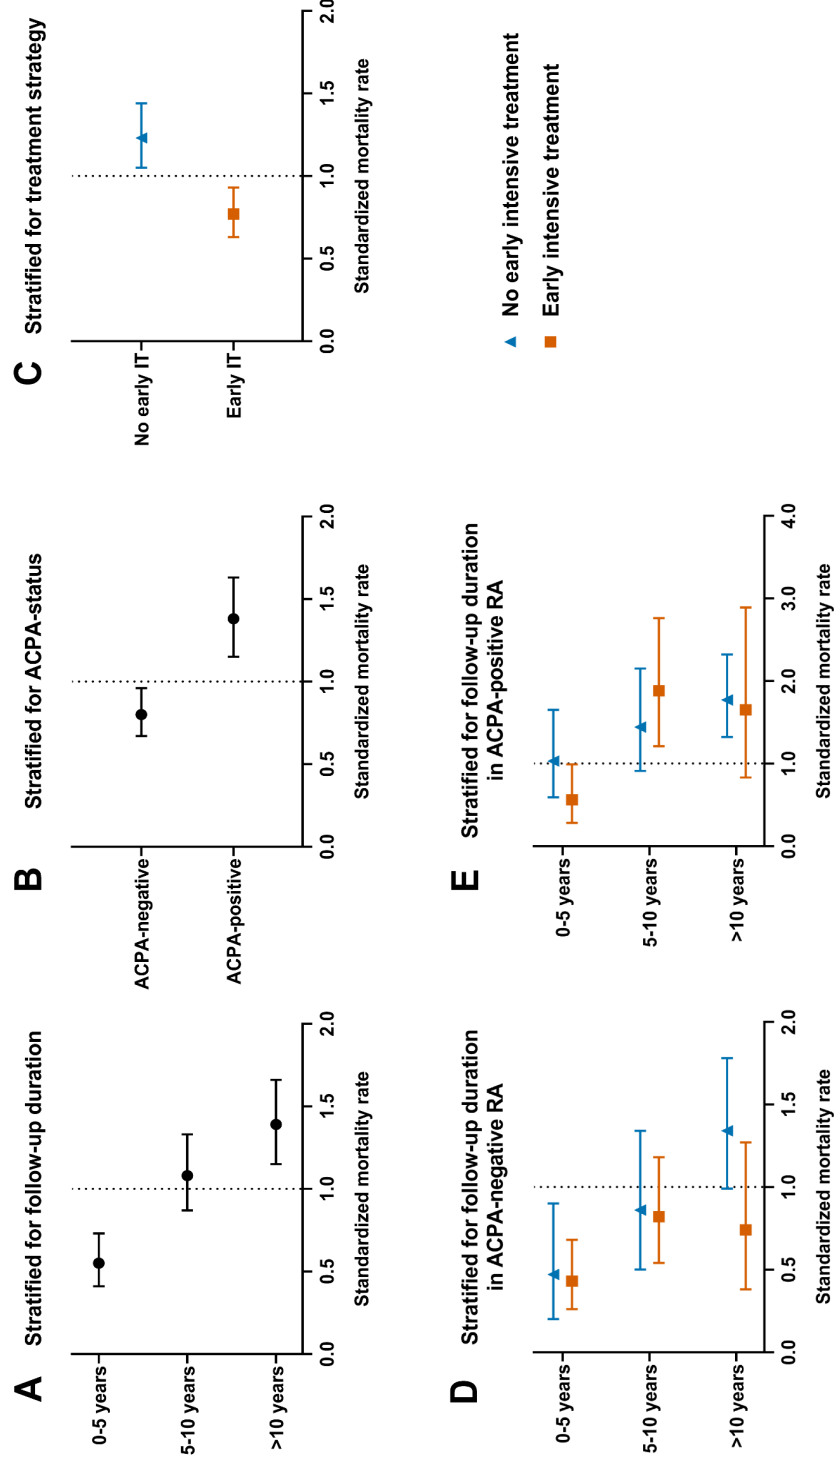 A
Stratified for follow-up duration
0-5 years
5-10 years
>10 years
0.0 0.5 1.0 1.5 2.0
Standardized mortality rate
B
Stratified for ACPA-status
ACPA-negative
ACPA-positive
0.0 0.5 1.0 1.5 2.0
Standardized mortality rate
C
Stratified for treatment strategy
No early IT
Early IT
0.0 0.5 1.0 1.5 2.0
Standardized mortality rate
D
Stratified for follow-up duration
in ACPA-negative RA
0-5 years
5-10 years
>10 years
0.0 0.5 1.0 1.5 2.0
Standardized mortality rate
E
Stratified for follow-up duration
in ACPA-positive RA
0-5 years
5-10 years
>10 years
0.0 1.0 2.0 3.0 4.0
Standardized mortality rate
No early intensive treatment
Early intensive treatment